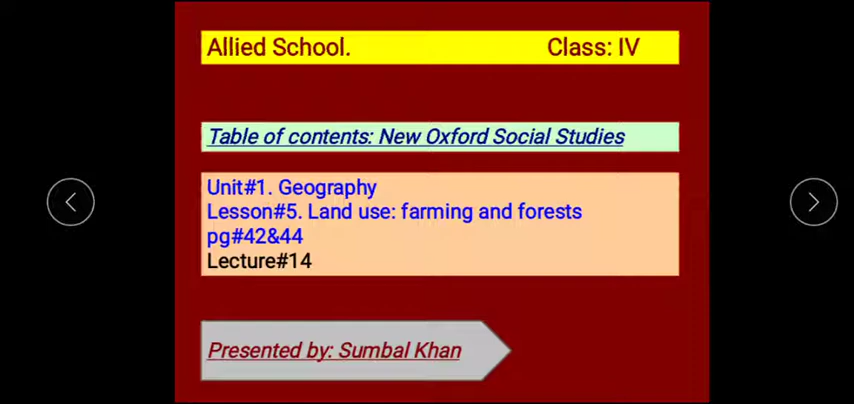 Allied School. Class: IV
Table of contents: New Oxford Social Studies
Unit#1. Geography
Lesson#5. Land use: farming and forests
pg#42&44
Lecture#14
Presented by: Sumbal Khan